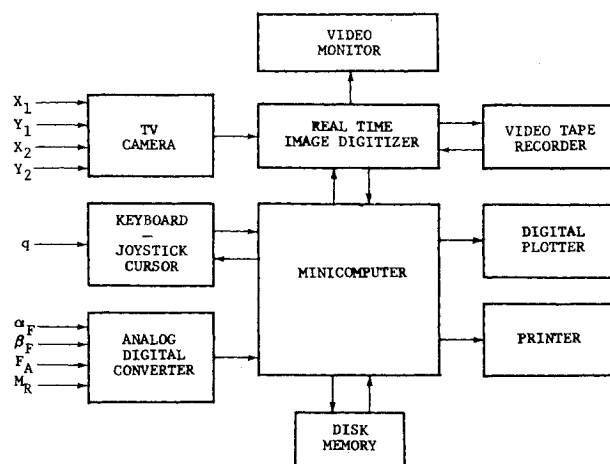 VIDEO
MONITOR
X1
Y1
X2
Y2
TV
CAMERA
REAL TIME
IMAGE DIGITIZER
VIDEO TAPE
RECORDER
q
KEYBOARD
—
JOYSTICK
CURSOR
MINICOMPUTER
DIGITAL
PLOTTER
αF
βF
FA
MR
ANALOG
DIGITAL
CONVERTER
PRINTER
DISK
MEMORY